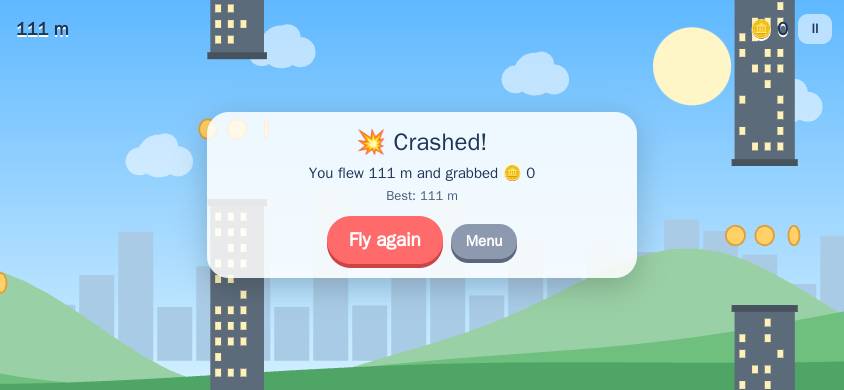 111 m
🪙 0
💥 Crashed!
You flew 111 m and grabbed 🪙 0
Best: 111 m
Fly again
Menu